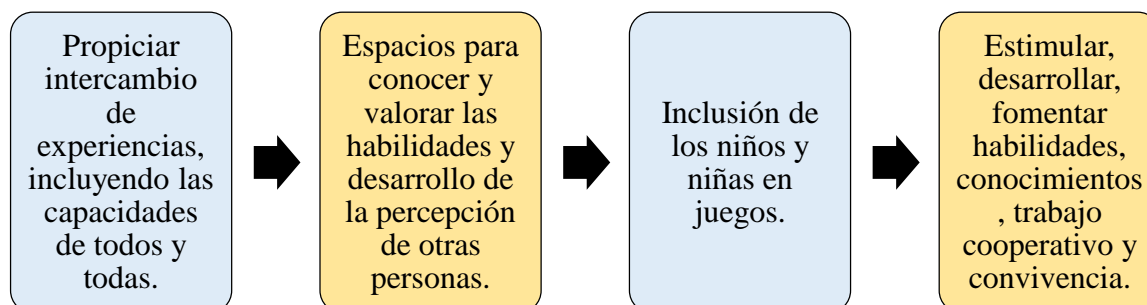 Propiciar
intercambio
de
experiencias,
incluyendo las
capacidades
de todos y
todas.
Espacios para
conocer y
valorar las
habilidades y
desarrollo de
la percepción
de otras
personas.
Inclusión de
los niños y
niñas en
juegos.
Estimular,
desarrollar,
fomentar
habilidades,
conocimientos
, trabajo
cooperativo y
convivencia.